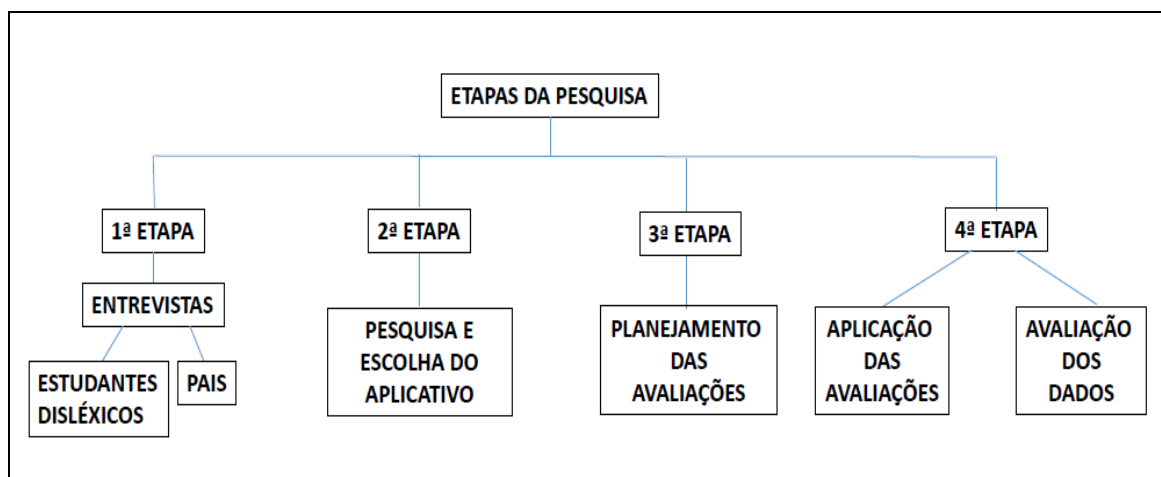 ETAPAS DA PESQUISA
1ª ETAPA
2ª ETAPA
3ª ETAPA
4ª ETAPA
ENTREVISTAS
ESTUDANTES
DISLÉXICOS
PAIS
PESQUISA E
ESCOLHA DO
APLICATIVO
PLANEJAMENTO
DAS
AVALIAÇÕES
APLICAÇÃO
DAS
AVALIAÇÕES
AVALIAÇÃO
DOS
DADOS